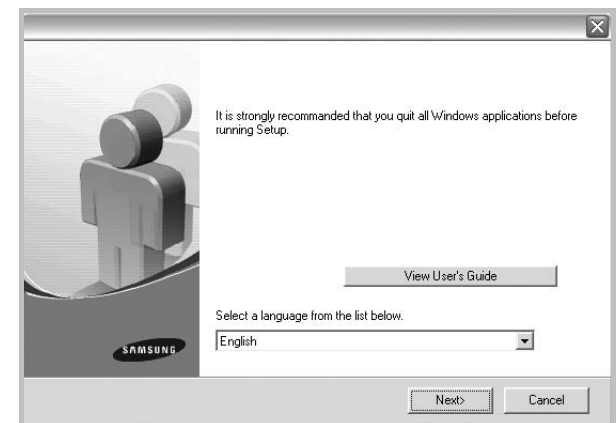 It is strongly recommanded that you quit all Windows applications before
running Setup.
View User's Guide
Select a language from the list below.
English
SAMSUNG
Next>
Cancel